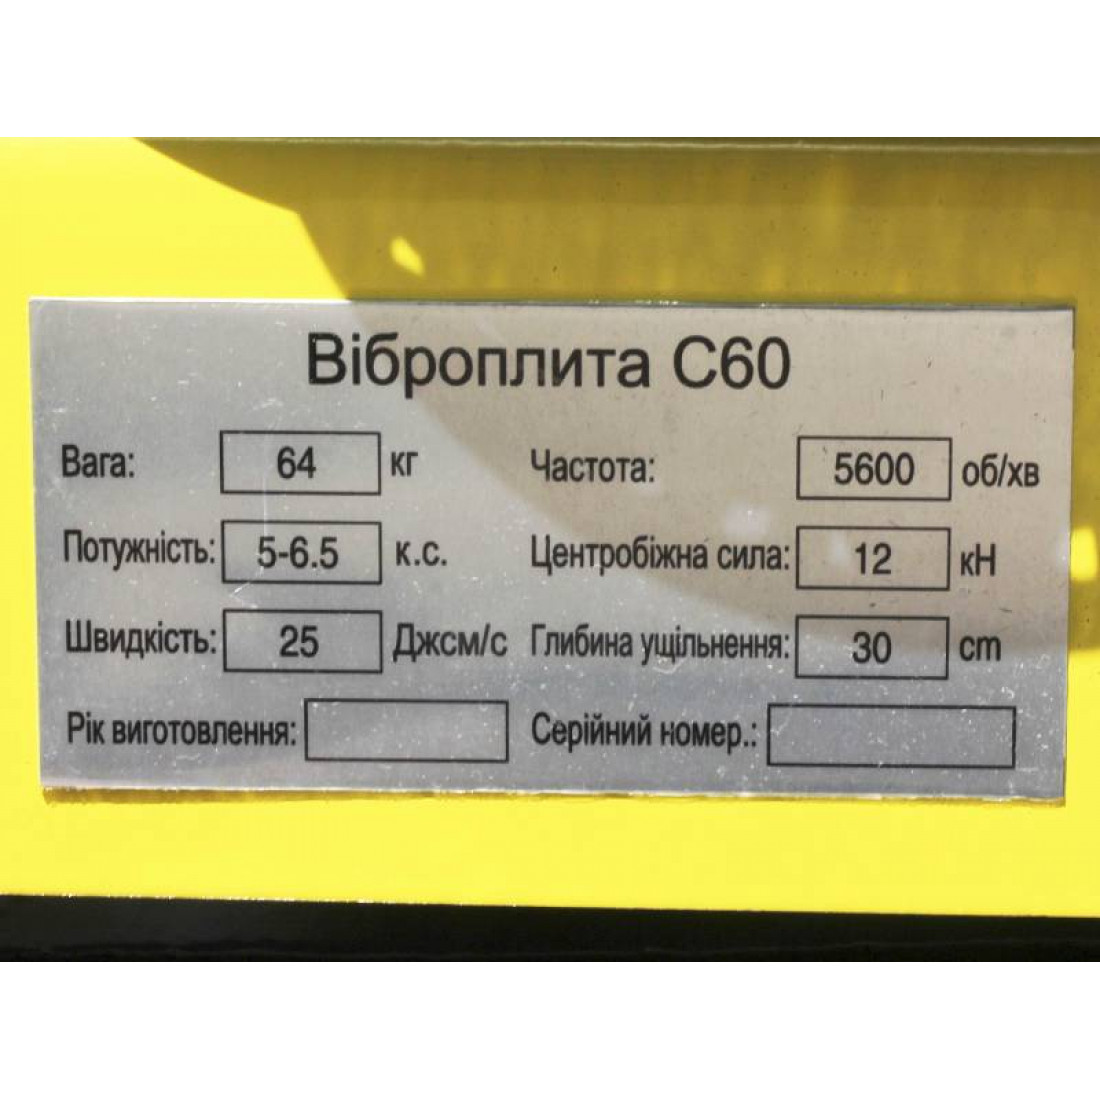 Віброплита С60
Вага: 64 кг Частота: 5600 об/хв
Потужність: 5-6.5 к.с. Центробіжна сила: 12 кН
Швидкість: 25 Джсм/с Глибина ущільнення: 30 cm
Рік виготовлення: Серійний номер.: